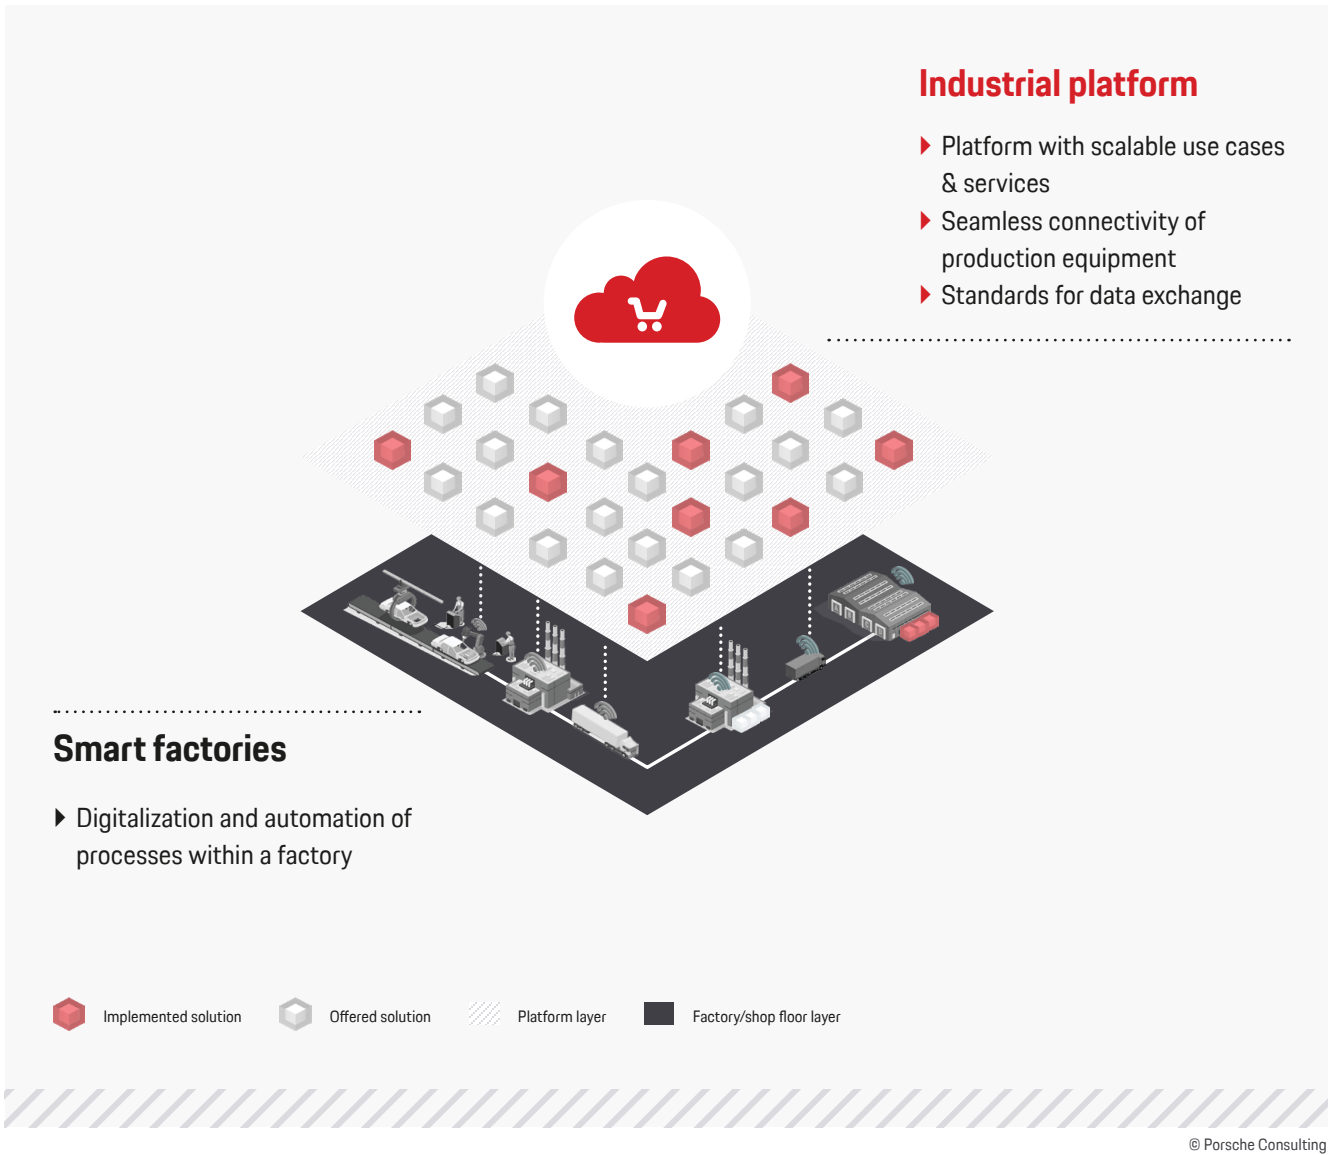 Industrial platform
Platform with scalable use cases
& services
Seamless connectivity of
production equipment
Standards for data exchange
Smart factories
Digitalization and automation of
processes within a factory
Implemented solution
Offered solution
Platform layer
Factory/shop floor layer
© Porsche Consulting